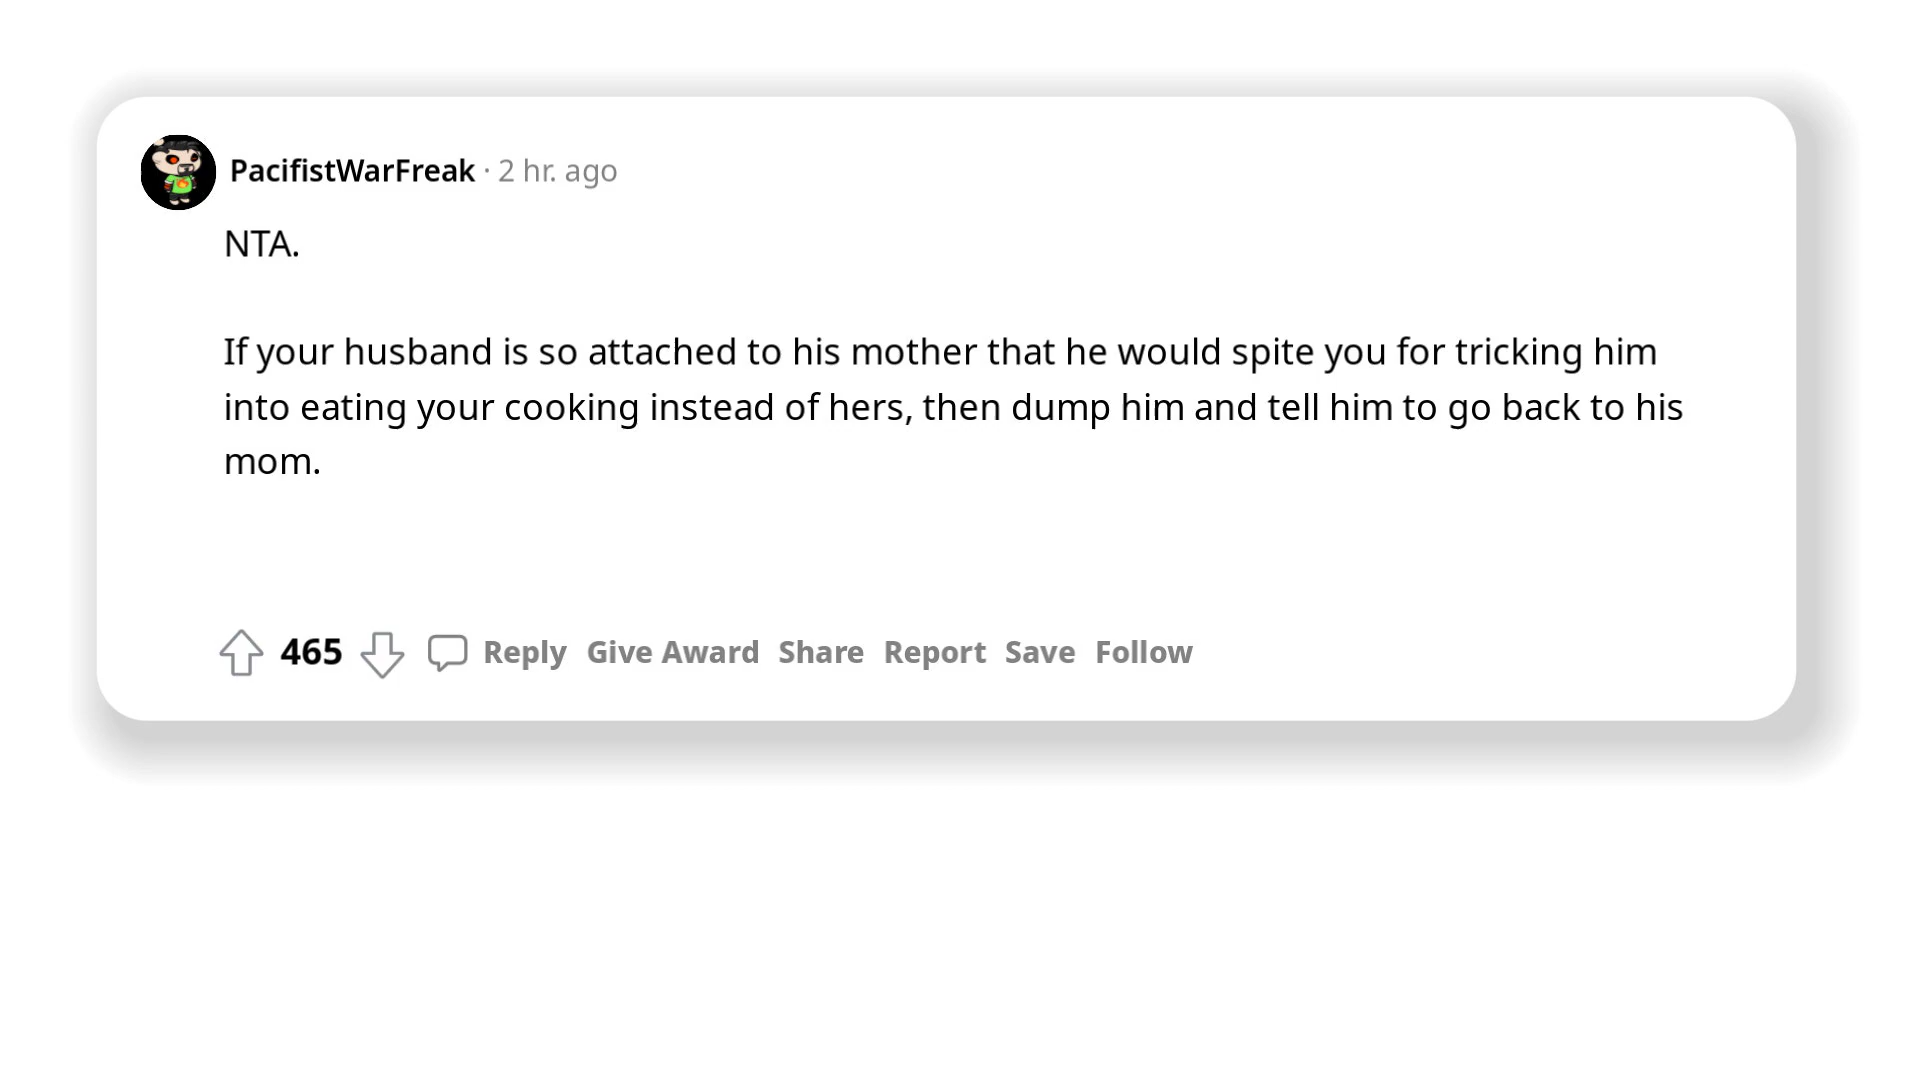 PacifistWarFreak · 2 hr. ago
NTA.
If your husband is so attached to his mother that he would spite you for tricking him
into eating your cooking instead of hers, then dump him and tell him to go back to his
mom.
465 Reply Give Award Share Report Save Follow